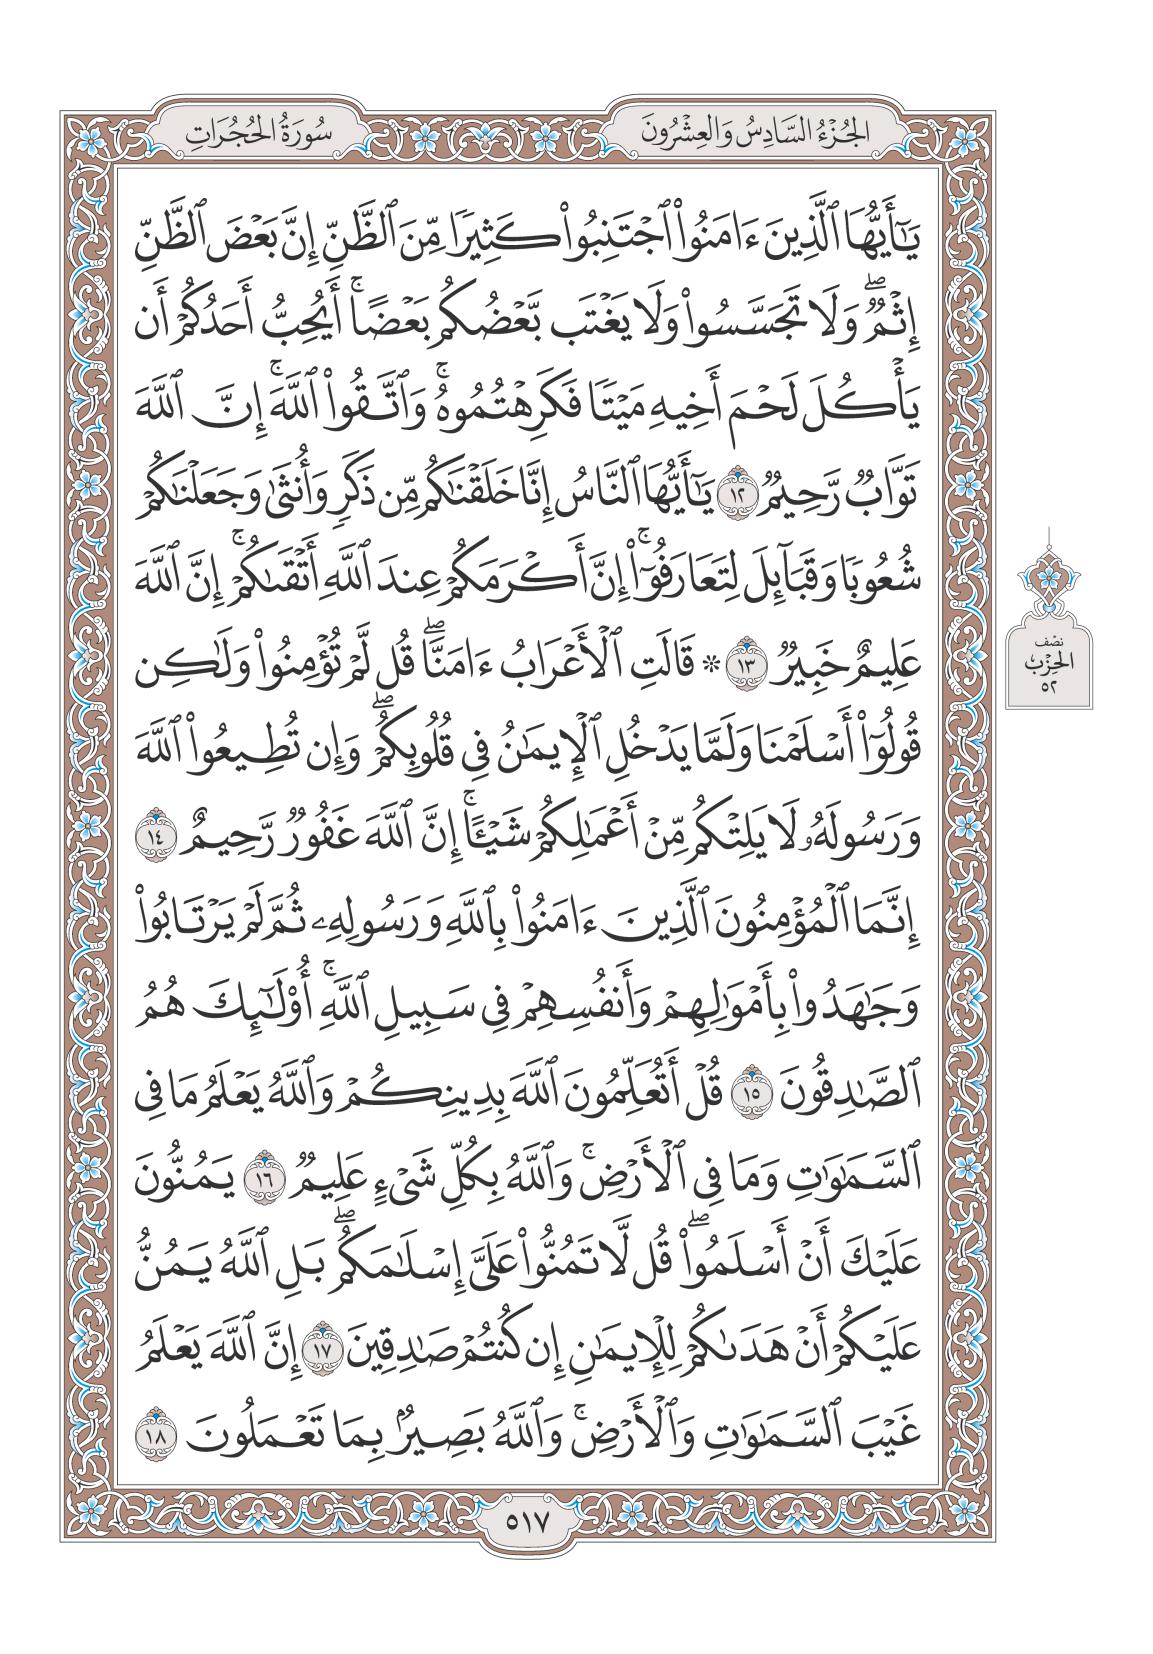 الجُزْءُ السَّادِسُ وَالعِشْرُونَ
سُورَةُ الحُجُرَاتِ
يَٰٓأَيُّهَا ٱلَّذِينَ ءَامَنُوا۟ ٱجْتَنِبُوا۟ كَثِيرًا مِّنَ ٱلظَّنِّ إِنَّ بَعْضَ ٱلظَّنِّ
إِثْمٌ ۖ وَلَا تَجَسَّسُوا۟ وَلَا يَغْتَب بَّعْضُكُم بَعْضًا ۚ أَيُحِبُّ أَحَدُكُمْ أَن
يَأْكُلَ لَحْمَ أَخِيهِ مَيْتًا فَكَرِهْتُمُوهُ ۚ وَٱتَّقُوا۟ ٱللَّهَ ۚ إِنَّ ٱللَّهَ
تَوَّابٌ رَّحِيمٌ ١٢ يَٰٓأَيُّهَا ٱلنَّاسُ إِنَّا خَلَقْنَٰكُم مِّن ذَكَرٍ وَأُنثَىٰ وَجَعَلْنَٰكُمْ
شُعُوبًا وَقَبَآئِلَ لِتَعَارَفُوٓا۟ ۚ إِنَّ أَكْرَمَكُمْ عِندَ ٱللَّهِ أَتْقَىٰكُمْ ۚ إِنَّ ٱللَّهَ
عَلِيمٌ خَبِيرٌ ١٣ ۞ قَالَتِ ٱلْأَعْرَابُ ءَامَنَّا ۖ قُل لَّمْ تُؤْمِنُوا۟ وَلَٰكِن
قُولُوٓا۟ أَسْلَمْنَا وَلَمَّا يَدْخُلِ ٱلْإِيمَٰنُ فِى قُلُوبِكُمْ ۖ وَإِن تُطِيعُوا۟ ٱللَّهَ
وَرَسُولَهُۥ لَا يَلِتْكُم مِّنْ أَعْمَٰلِكُمْ شَيْـًٔا ۚ إِنَّ ٱللَّهَ غَفُورٌ رَّحِيمٌ ١٤
إِنَّمَا ٱلْمُؤْمِنُونَ ٱلَّذِينَ ءَامَنُوا۟ بِٱللَّهِ وَرَسُولِهِۦ ثُمَّ لَمْ يَرْتَابُوا۟
وَجَٰهَدُوا۟ بِأَمْوَٰلِهِمْ وَأَنفُسِهِمْ فِى سَبِيلِ ٱللَّهِ ۚ أُو۟لَٰٓئِكَ هُمُ
ٱلصَّٰدِقُونَ ١٥ قُلْ أَتُعَلِّمُونَ ٱللَّهَ بِدِينِكُمْ وَٱللَّهُ يَعْلَمُ مَا فِى
ٱلسَّمَٰوَٰتِ وَمَا فِى ٱلْأَرْضِ ۚ وَٱللَّهُ بِكُلِّ شَىْءٍ عَلِيمٌ ١٦ يَمُنُّونَ
عَلَيْكَ أَنْ أَسْلَمُوا۟ ۖ قُل لَّا تَمُنُّوا۟ عَلَىَّ إِسْلَٰمَكُم ۖ بَلِ ٱللَّهُ يَمُنُّ
عَلَيْكُمْ أَنْ هَدَىٰكُمْ لِلْإِيمَٰنِ إِن كُنتُمْ صَٰدِقِينَ ١٧ إِنَّ ٱللَّهَ يَعْلَمُ
غَيْبَ ٱلسَّمَٰوَٰتِ وَٱلْأَرْضِ ۚ وَٱللَّهُ بَصِيرٌۢ بِمَا تَعْمَلُونَ ١٨
نصف
الحِزْب
٥٢
٥١٧